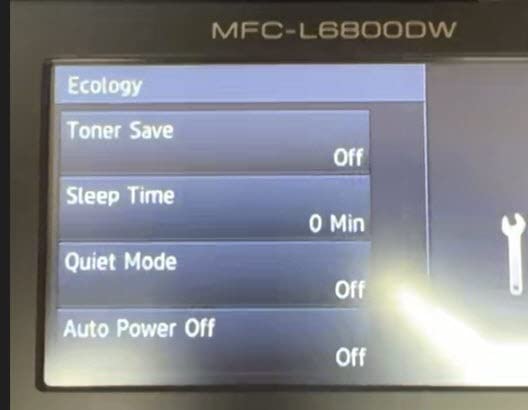 MFC-L6800DW
Ecology
Toner Save
Off
Sleep Time
0 Min
Quiet Mode
Off
Auto Power Off
Off